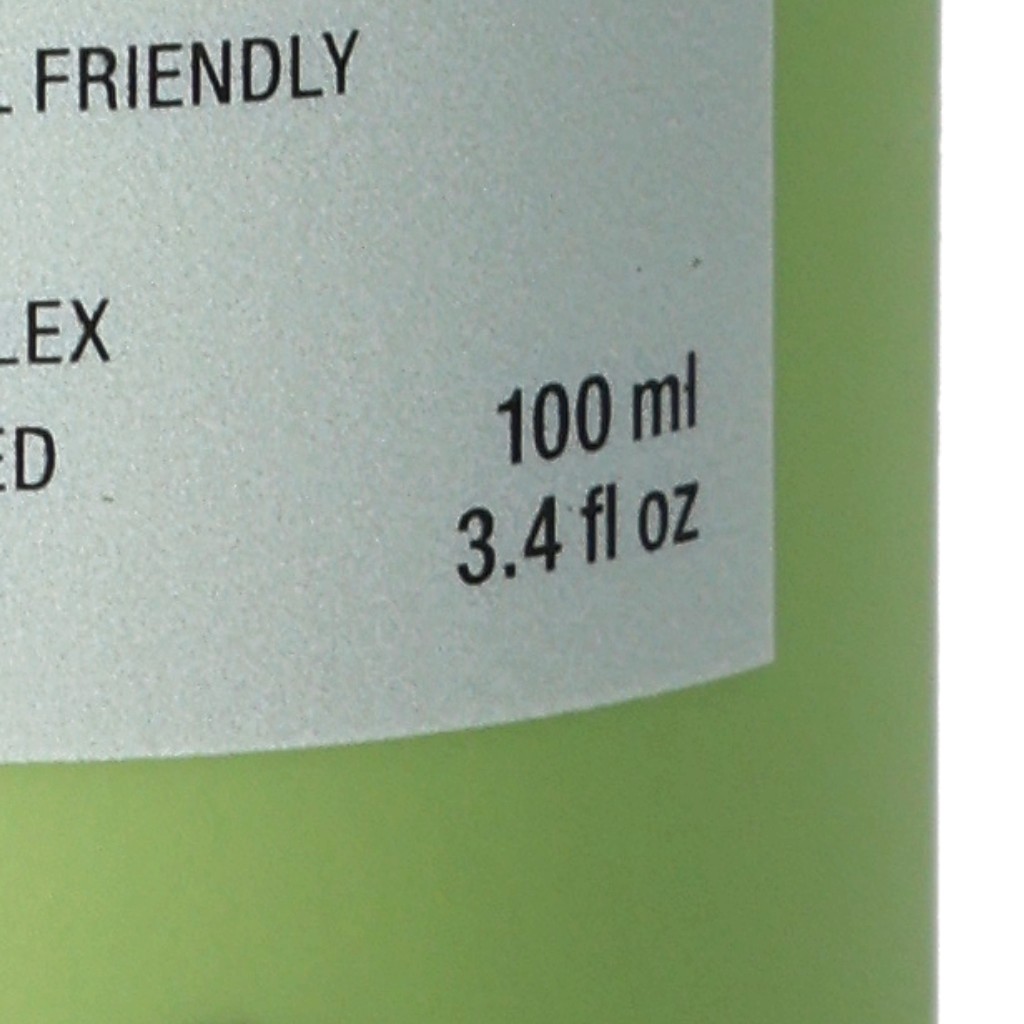 FRIENDLY
LEX
ED
100 ml
3.4 fl oz